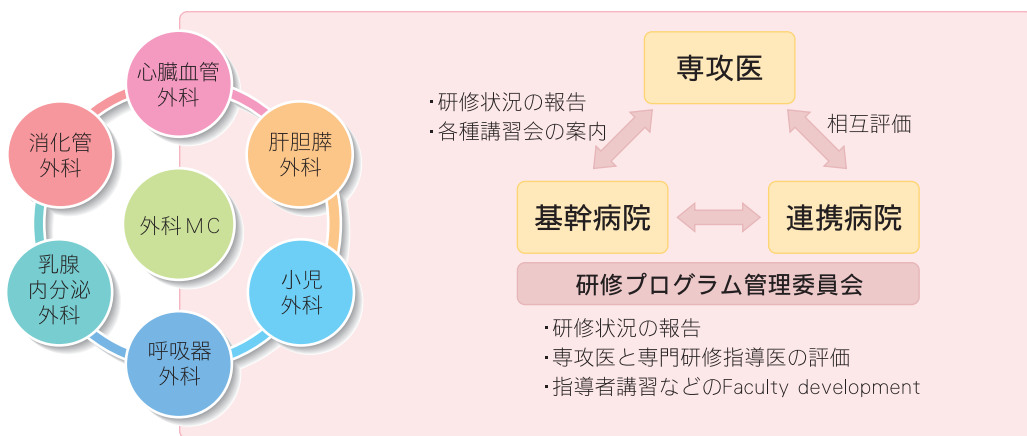 心臓血管
外科
消化管
外科
肝胆膵
外科
外科MC
乳腺
内分泌
外科
小児
外科
呼吸器
外科
専攻医
・研修状況の報告
・各種講習会の案内
相互評価
基幹病院
連携病院
研修プログラム管理委員会
・研修状況の報告
・専攻医と専門研修指導医の評価
・指導者講習などのFaculty development